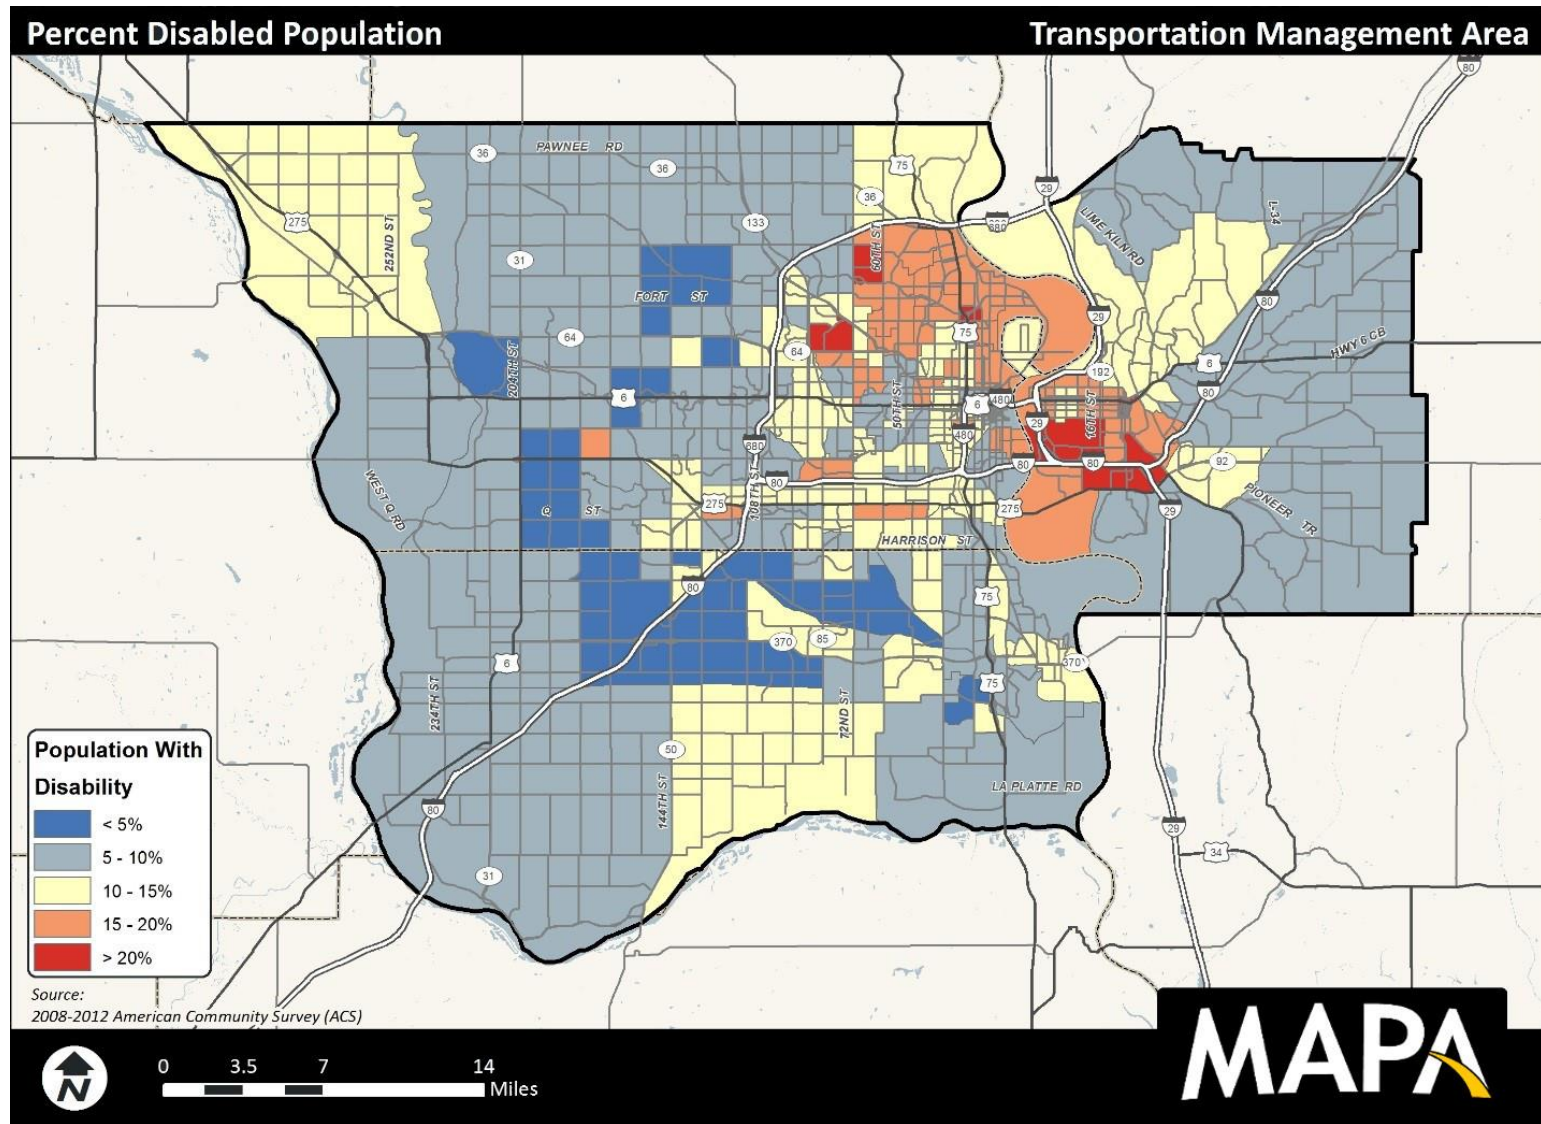 Percent Disabled Population
Transportation Management Area
80
PAWNEE RD
36
36
75
29
36
LIME KILN RD
I-34
275
252ND ST
133
680
60TH ST
31
FORT ST
80
29
64
204TH ST
75
64
HWY 6 CB
6
192
6
50TH ST
6
480
80
16TH ST
29
480
680
WEST Q RD
108TH ST
80
80
80
92
PIONEER TR
275
Q ST
275
29
HARRISON ST
80
75
370
85
6
370
75
234TH ST
72ND ST
50
144TH ST
LA PLATTE RD
80
29
34
31
Population With
Disability
< 5%
5 - 10%
10 - 15%
15 - 20%
> 20%
Source:
2008-2012 American Community Survey (ACS)
N
0 3.5 7 14
Miles
MAPA